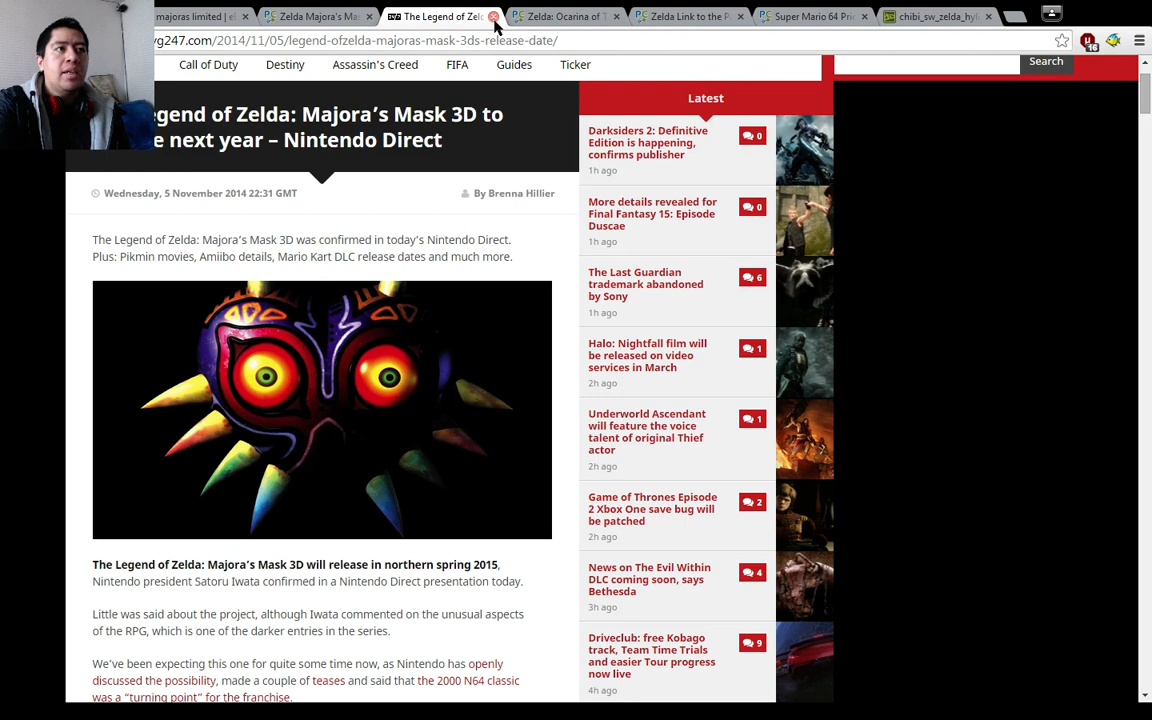 majoras limited | el
Zelda Majora's Ma
The Legend of Zeld
Zelda: Ocarina of T
Zelda Link to the P
Super Mario 64 Pri
chibi_sw_zelda_hyl
vg247.com/2014/11/05/legend-ofzelda-majoras-mask-3ds-release-date/
16
Call of Duty
Destiny
Assassin's Creed
FIFA
Guides
Ticker
Search
egend of Zelda: Majora's Mask 3D to
e next year – Nintendo Direct
Wednesday, 5 November 2014 22:31 GMT
By Brenna Hillier
The Legend of Zelda: Majora's Mask 3D was confirmed in today's Nintendo Direct.
Plus: Pikmin movies, Amiibo details, Mario Kart DLC release dates and much more.
The Legend of Zelda: Majora's Mask 3D will release in northern spring 2015,
Nintendo president Satoru Iwata confirmed in a Nintendo Direct presentation today.
Little was said about the project, although Iwata commented on the unusual aspects
of the RPG, which is one of the darker entries in the series.
We've been expecting this one for quite some time now, as Nintendo has openly
discussed the possibility, made a couple of teases and said that the 2000 N64 classic
was a "turning point" for the franchise.
Latest
Darksiders 2: Definitive
Edition is happening,
confirms publisher
0
1h ago
More details revealed for
Final Fantasy 15: Episode
Duscae
0
1h ago
The Last Guardian
trademark abandoned
by Sony
6
1h ago
Halo: Nightfall film will
be released on video
services in March
1
2h ago
Underworld Ascendant
will feature the voice
talent of original Thief
actor
1
2h ago
Game of Thrones Episode
2 Xbox One save bug will
be patched
2
2h ago
News on The Evil Within
DLC coming soon, says
Bethesda
4
3h ago
Driveclub: free Kobago
track, Team Time Trials
and easier Tour progress
now live
9
4h ago